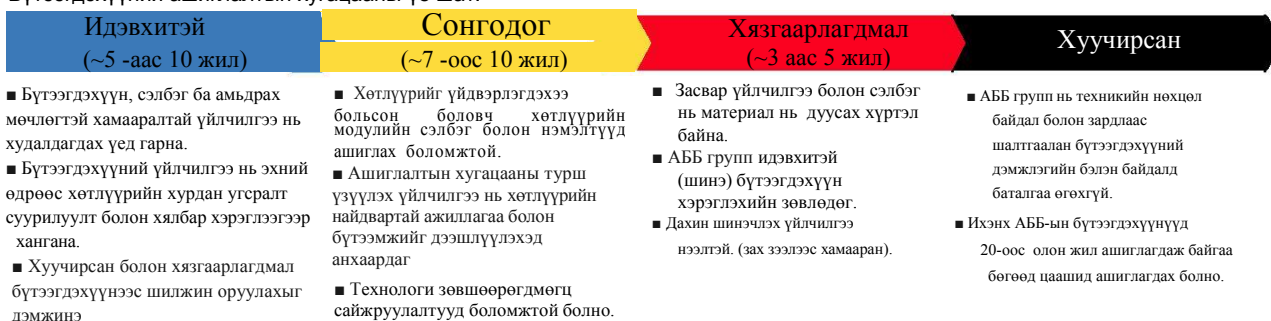 Идэвхитэй
(~5 -аас 10 жил)
■ Бүтээгдэхүүн, сэлбэг ба амьдрах
мөчлөгтэй хамааралтай үйлчилгээ нь
худалдагдах үед гарна.
■ Бүтээгдэхүүний үйлчилгээ нь эхний
өдрөөс хөтлүүрийн хурдан угсралт
суурилуулт болон хялбар хэрэглээгээр
хангана.
■ Хуучирсан болон хязгаарлагдмал
бүтээгдэхүүнээс шилжин оруулахыг
дэмжинэ
Сонгодог
(~7 -оос 10 жил)
■ Хөтлүүрийг үйдвэрлэгдэхээ
больсон боловч хөтлүүрийн
модулийн сэлбэг болон нэмэлтүүд
ашиглах боломжтой.
■ Ашиглалтын хугацааны турш
үзүүлэх үйлчилгээ нь хөтлүүрийн
найдвартай ажиллагаа болон
бүтээмжийг дээшлүүлэхэд
анхаардаг
■ Технологи зөвшөөрөгдмөгц
сайжруулалтууд боломжтой болно.
Хязгаарлагдмал
(~3 аас 5 жил)
■ Засвар үйлчилгээ болон сэлбэг
нь материал нь дуусах хүртэл
байна.
■ АББ групп идэвхитэй
(шинэ) бүтээгдэхүүн
хэрэглэхийн зөвлөдөг.
■ Дахин шинэчлэх үйлчилгээ
нээлтэй. (зах зээлээс хамааран).
Хуучирсан
■ АББ групп нь техникийн нөхцөл
байдал болон зардлаас
шалтгаалан бүтээгдэхүүний
дэмжлэгийн бэлэн байдалд
баталгаа өгөхгүй.
■ Ихэнх АББ-ын бүтээгдэхүүнүүд
20-оос олон жил ашиглагдаж байгаа
бөгөөд цаашид ашиглагдах болно.